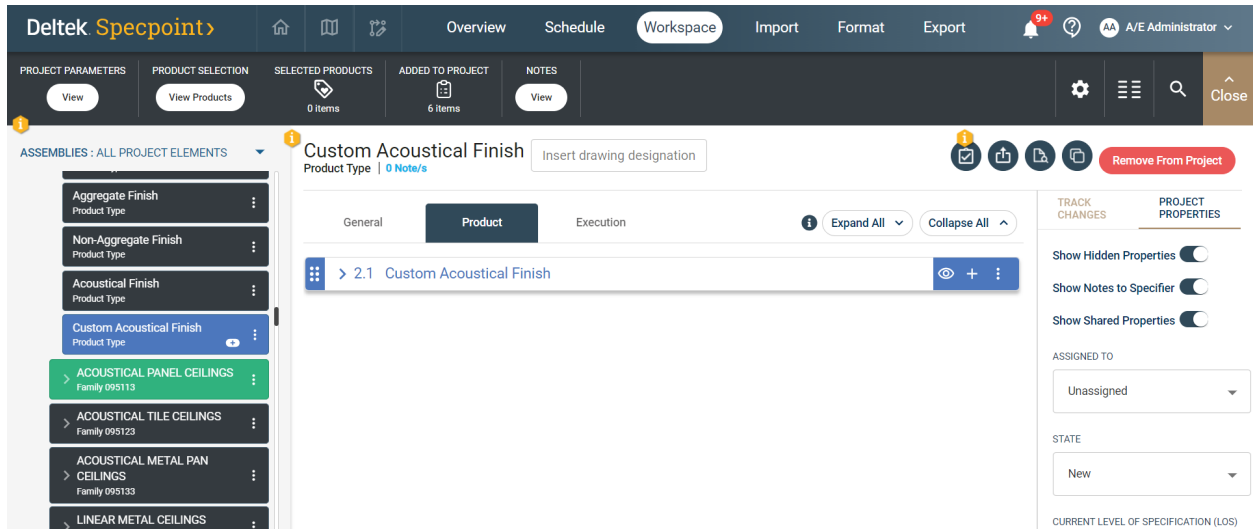 Deltek Specpoint
Overview
Schedule
Workspace
Import
Format
Export
9+
AA A/E Administrator
PROJECT PARAMETERS
View
PRODUCT SELECTION
View Products
SELECTED PRODUCTS
0 items
ADDED TO PROJECT
6 items
NOTES
View
Close
ASSEMBLIES : ALL PROJECT ELEMENTS
Aggregate Finish
Product Type
Non-Aggregate Finish
Product Type
Acoustical Finish
Product Type
Custom Acoustical Finish
Product Type
ACOUSTICAL PANEL CEILINGS
Family 095113
ACOUSTICAL TILE CEILINGS
Family 095123
ACOUSTICAL METAL PAN
CEILINGS
Family 095133
LINEAR METAL CEILINGS
Custom Acoustical Finish
Insert drawing designation
Product Type | 0 Note/s
Remove From Project
General
Product
Execution
Expand All
Collapse All
2.1 Custom Acoustical Finish
TRACK
CHANGES
PROJECT
PROPERTIES
Show Hidden Properties
Show Notes to Specifier
Show Shared Properties
ASSIGNED TO
Unassigned
STATE
New
CURRENT LEVEL OF SPECIFICATION (LOS)